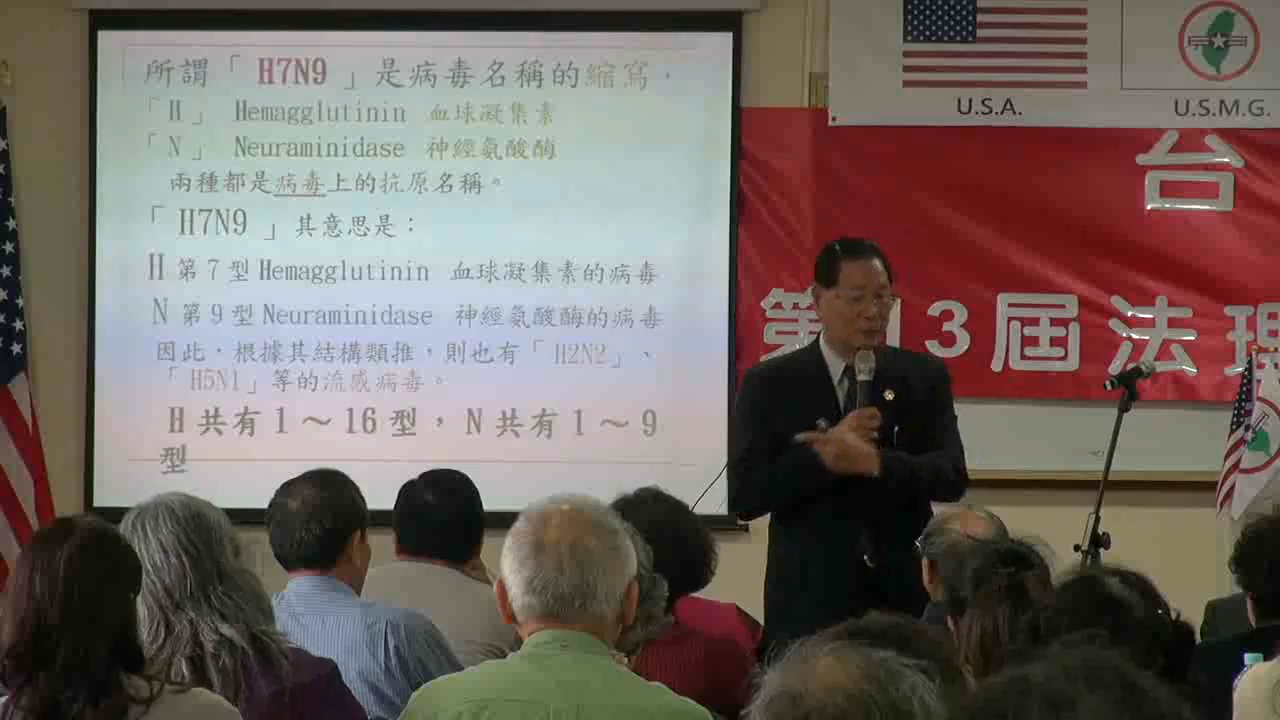 所謂「 H7N9 」是病毒名稱的縮寫，
「H」 Hemagglutinin 血球凝集素
「N」 Neuraminidase 神經氨酸酶
兩種都是病毒上的抗原名稱。
「 H7N9 」其意思是：
H 第 7 型 Hemagglutinin 血球凝集素的病毒
N 第 9 型 Neuraminidase 神經氨酸酶的病毒
因此，根據其結構類推，則也有「H2N2」、
「H5N1」等的流感病毒。
H 共有 1 ～ 16 型， N 共有 1 ～ 9
型
U.S.A.
U.S.M.G.
台
第13屆法理